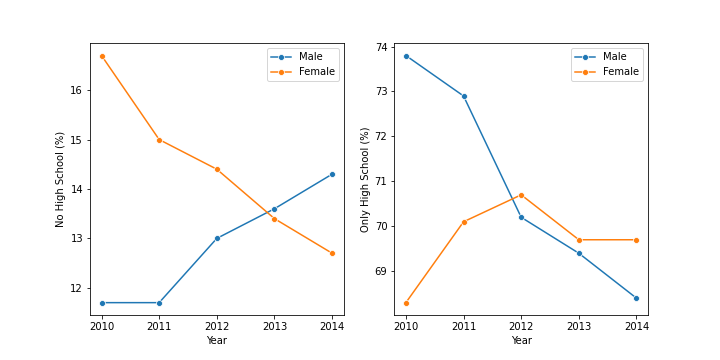 Male
Female
No High School (%)
16
15
14
13
12
2010 2011 2012 2013 2014
Year
Male
Female
Only High School (%)
74
73
72
71
70
69
2010 2011 2012 2013 2014
Year